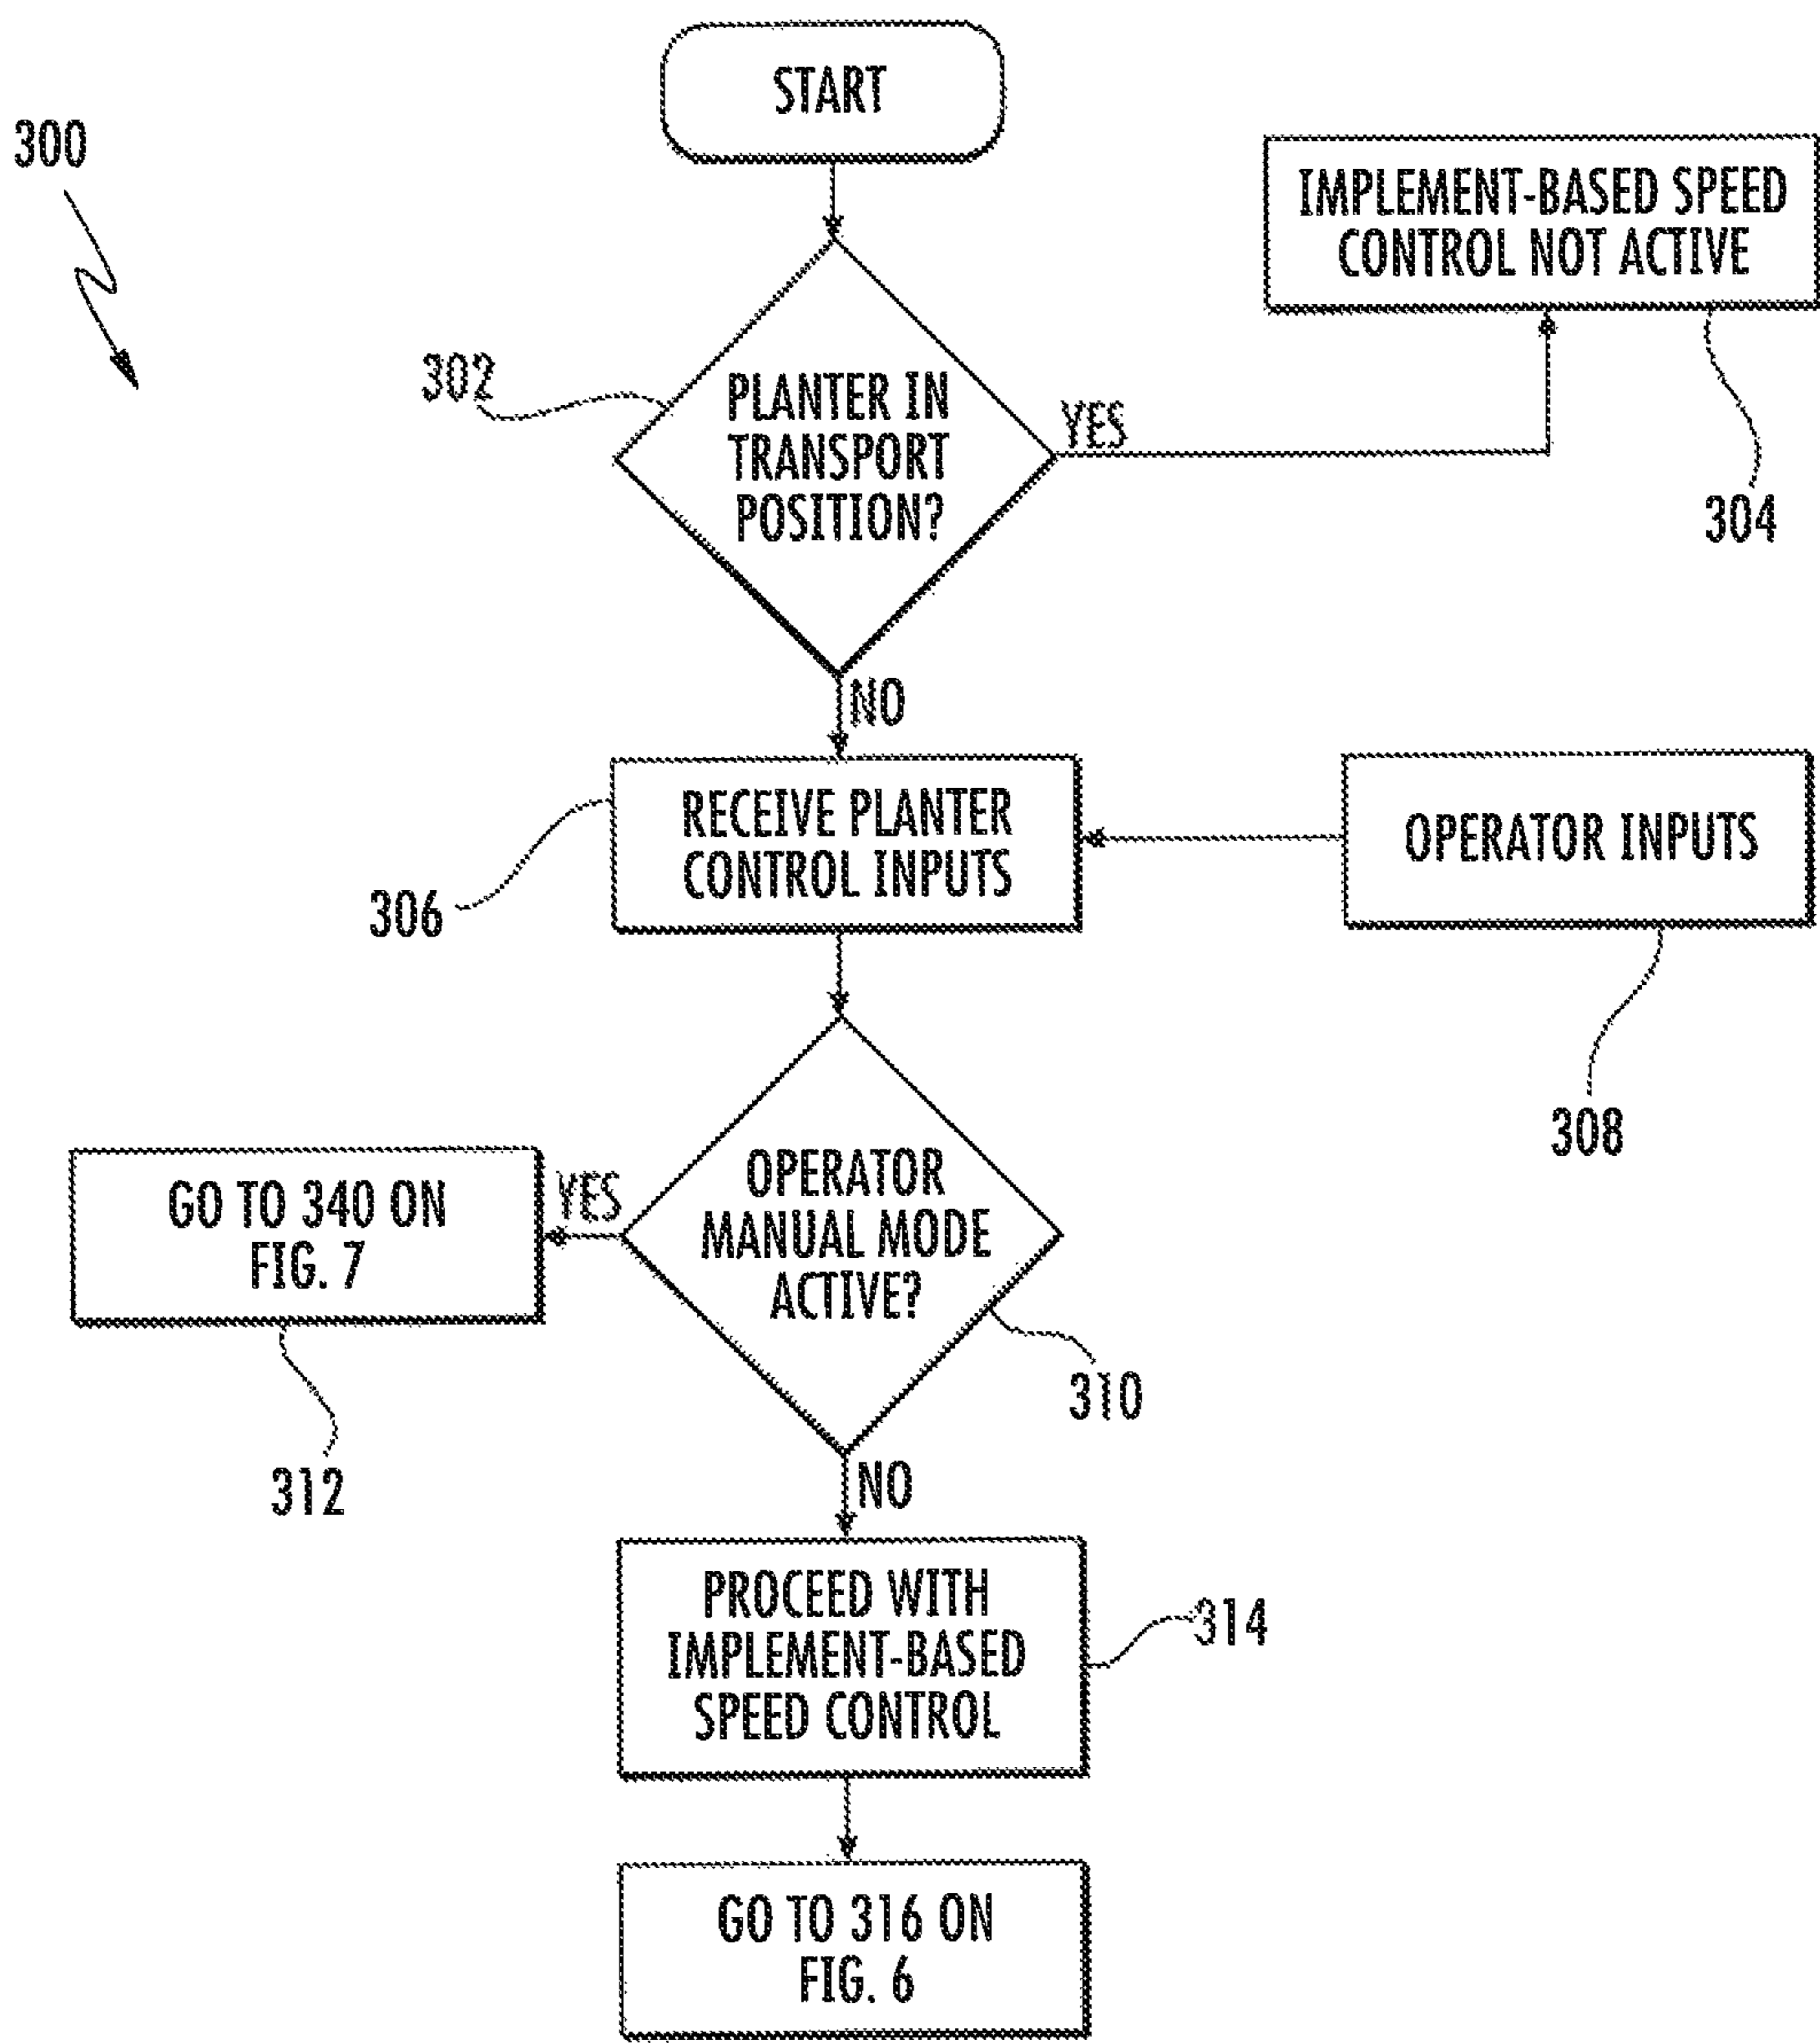 START
300
IMPLEMENT-BASED SPEED
CONTROL NOT ACTIVE
302
PLANTER IN
TRANSPORT
POSITION?
YES
304
NO
RECEIVE PLANTER
CONTROL INPUTS
OPERATOR INPUTS
306
308
OPERATOR
MANUAL MODE
ACTIVE?
YES
GO TO 340 ON
FIG. 7
310
312
NO
PROCEED WITH
IMPLEMENT-BASED
SPEED CONTROL
314
GO TO 316 ON
FIG. 6